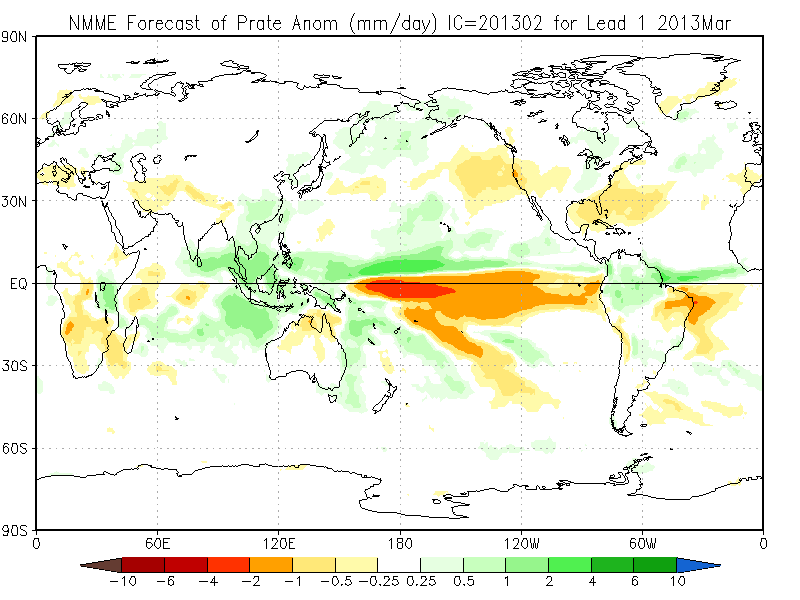 NMME Forecast of Prate Anom (mm/day) IC=201302 for Lead 1 2013Mar
90N
60N
30N
EQ
30S
60S
90S
0 60E 120E 180 120W 60W 0
−10 −6 −4 −2 −1 −0.5 −0.25 0.25 0.5 1 2 4 6 10